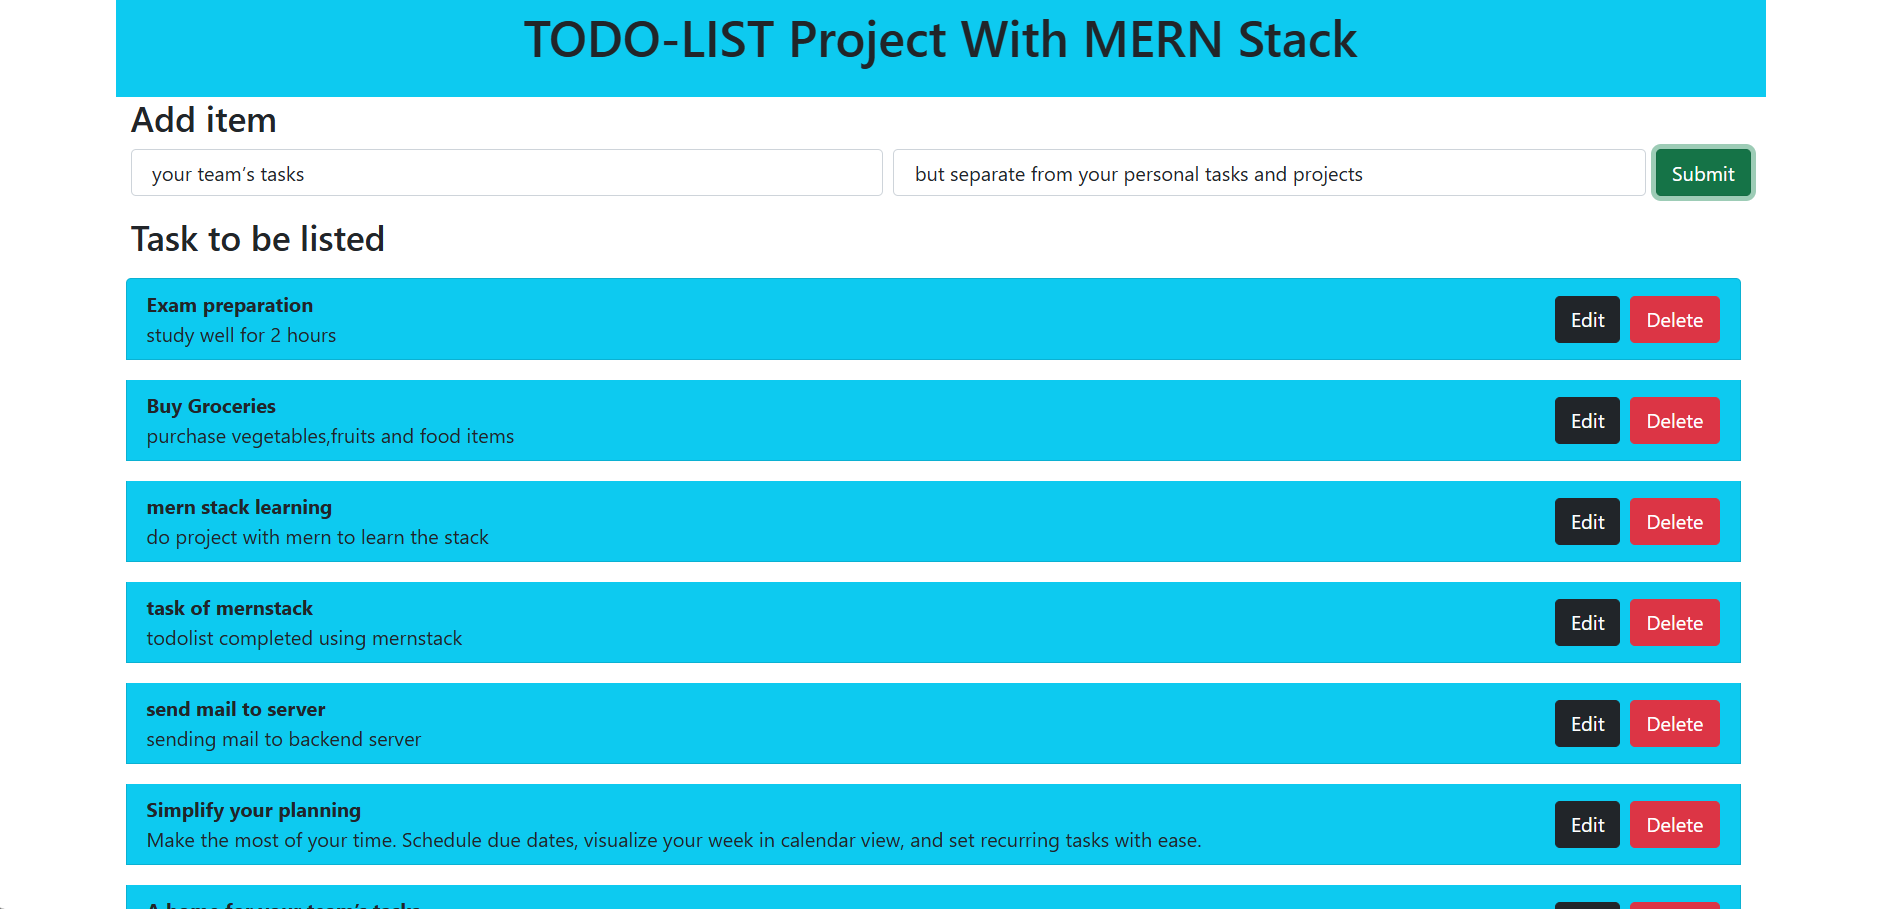 TODO-LIST Project With MERN Stack
Add item
your team’s tasks
but separate from your personal tasks and projects
Submit
Task to be listed
Exam preparation
study well for 2 hours
Edit
Delete
Buy Groceries
purchase vegetables,fruits and food items
Edit
Delete
mern stack learning
do project with mern to learn the stack
Edit
Delete
task of mernstack
todolist completed using mernstack
Edit
Delete
send mail to server
sending mail to backend server
Edit
Delete
Simplify your planning
Make the most of your time. Schedule due dates, visualize your week in calendar view, and set recurring tasks with ease.
Edit
Delete
A home for your team’s tasks